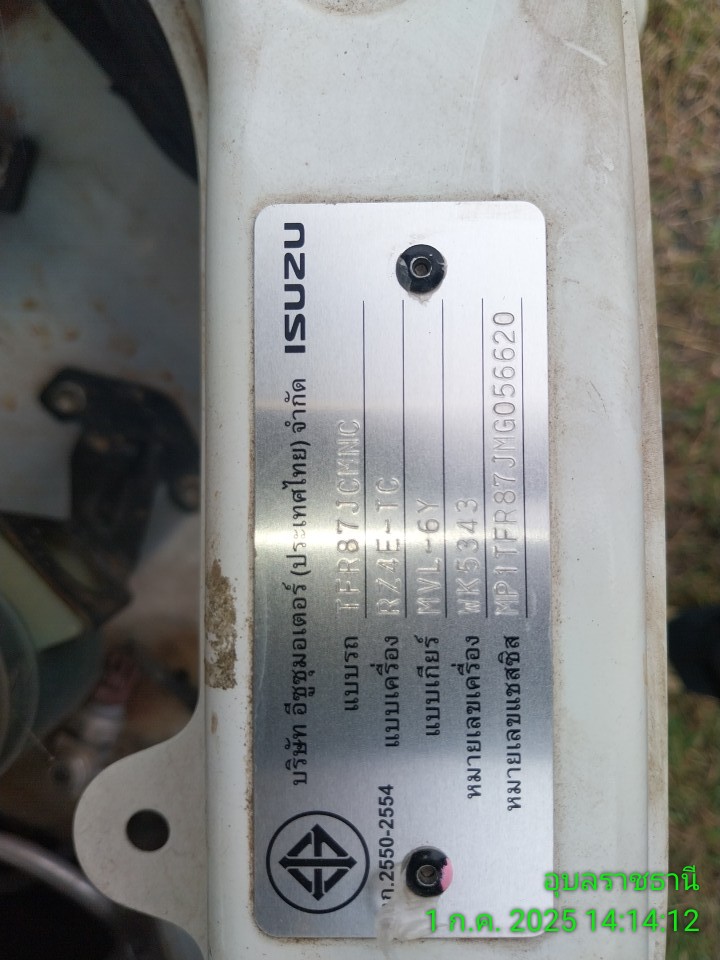 บริษัท อีซูซุมอเตอร์ (ประเทศไทย) จำกัด ISUZU
แบบรถ TFR87JCMNC
แบบเครื่อง RZ4E-TC
แบบเกียร์ MVL-6Y
หมายเลขเครื่อง WK5343
หมายเลขแชสซิส MP1TFR87JMG056620
ก.2550-2554
อุบลราชธานี
1 ก.ค. 2025 14:14:12